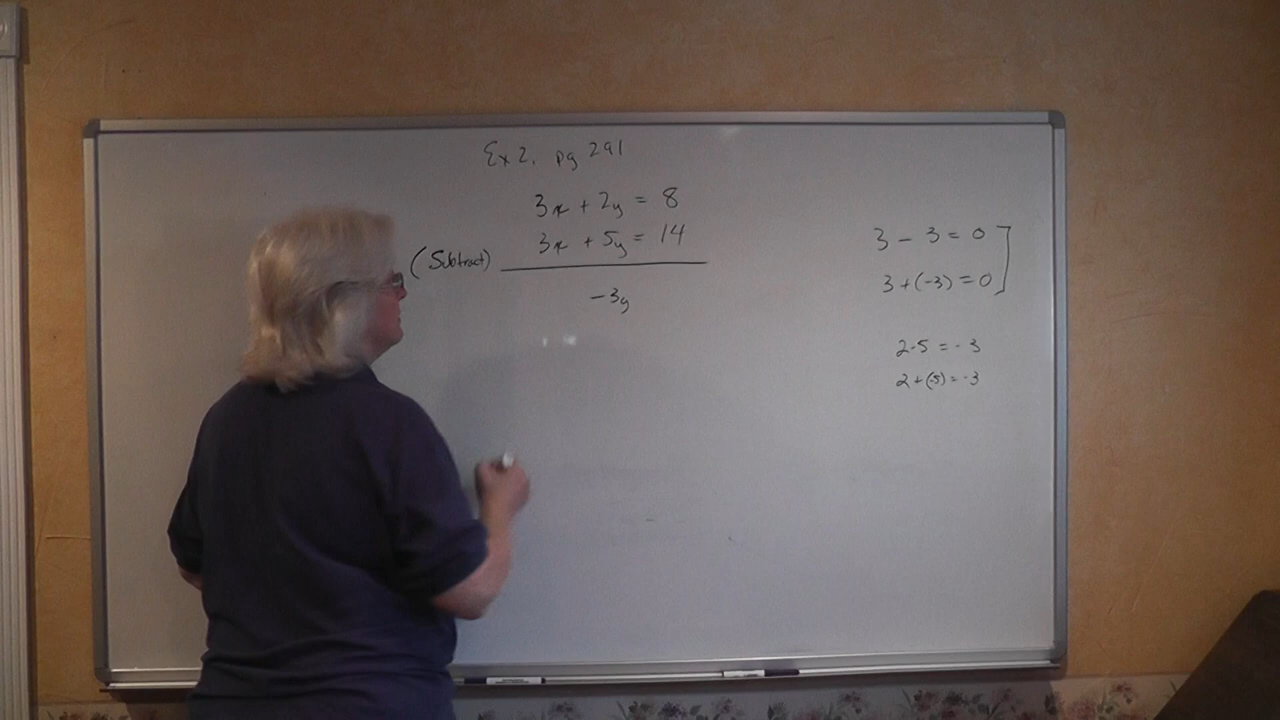 Ex 2. pg 291
3x + 2y = 8
3x + 5y = 14
(Subtract)
-3y
3 - 3 = 0
3 + (-3) = 0
2-5 = -3
2 + (-5) = -3